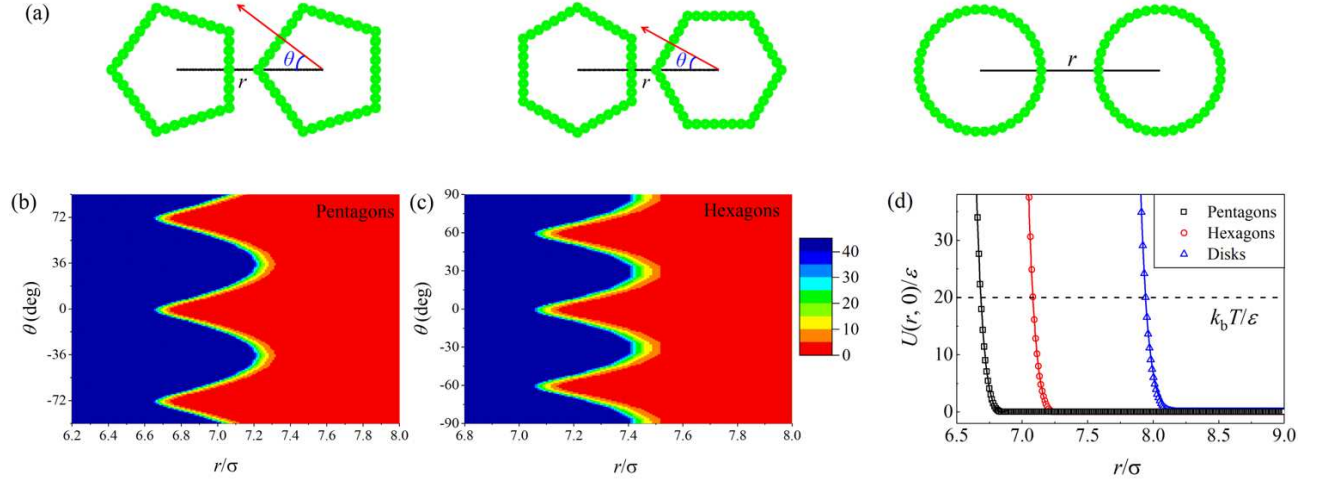 (a)
θ
r
θ
r
r
(b)
Pentagons
72
36
0
-36
-72
θ(deg)
6.2 6.4 6.6 6.8 7.0 7.2 7.4 7.6 7.8 8.0
r/σ
(c)
Hexagons
90
60
30
0
-30
-60
-90
θ(deg)
6.8 7.0 7.2 7.4 7.6 7.8 8.0
r/σ
40
30
20
10
0
(d)
Pentagons
Hexagons
Disks
k_bT/ε
30
20
10
0
U(r, 0)/ε
6.5 7.0 7.5 8.0 8.5 9.0
r/σ